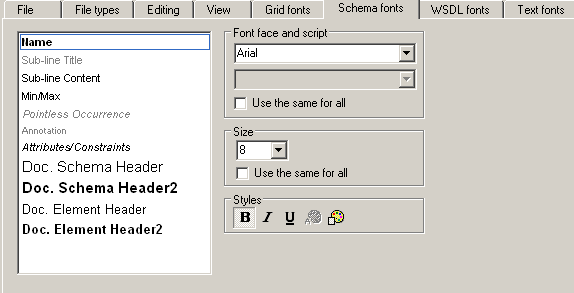 File File types Editing View Grid fonts Schema fonts WSDL fonts Text fonts
Name
Sub-line Title
Sub-line Content
Min/Max
Pointless Occurrence
Annotation
Attributes/Constraints
Doc. Schema Header
Doc. Schema Header2
Doc. Element Header
Doc. Element Header2
Font face and script
Arial
Use the same for all
Size
8
Use the same for all
Styles
B I U A